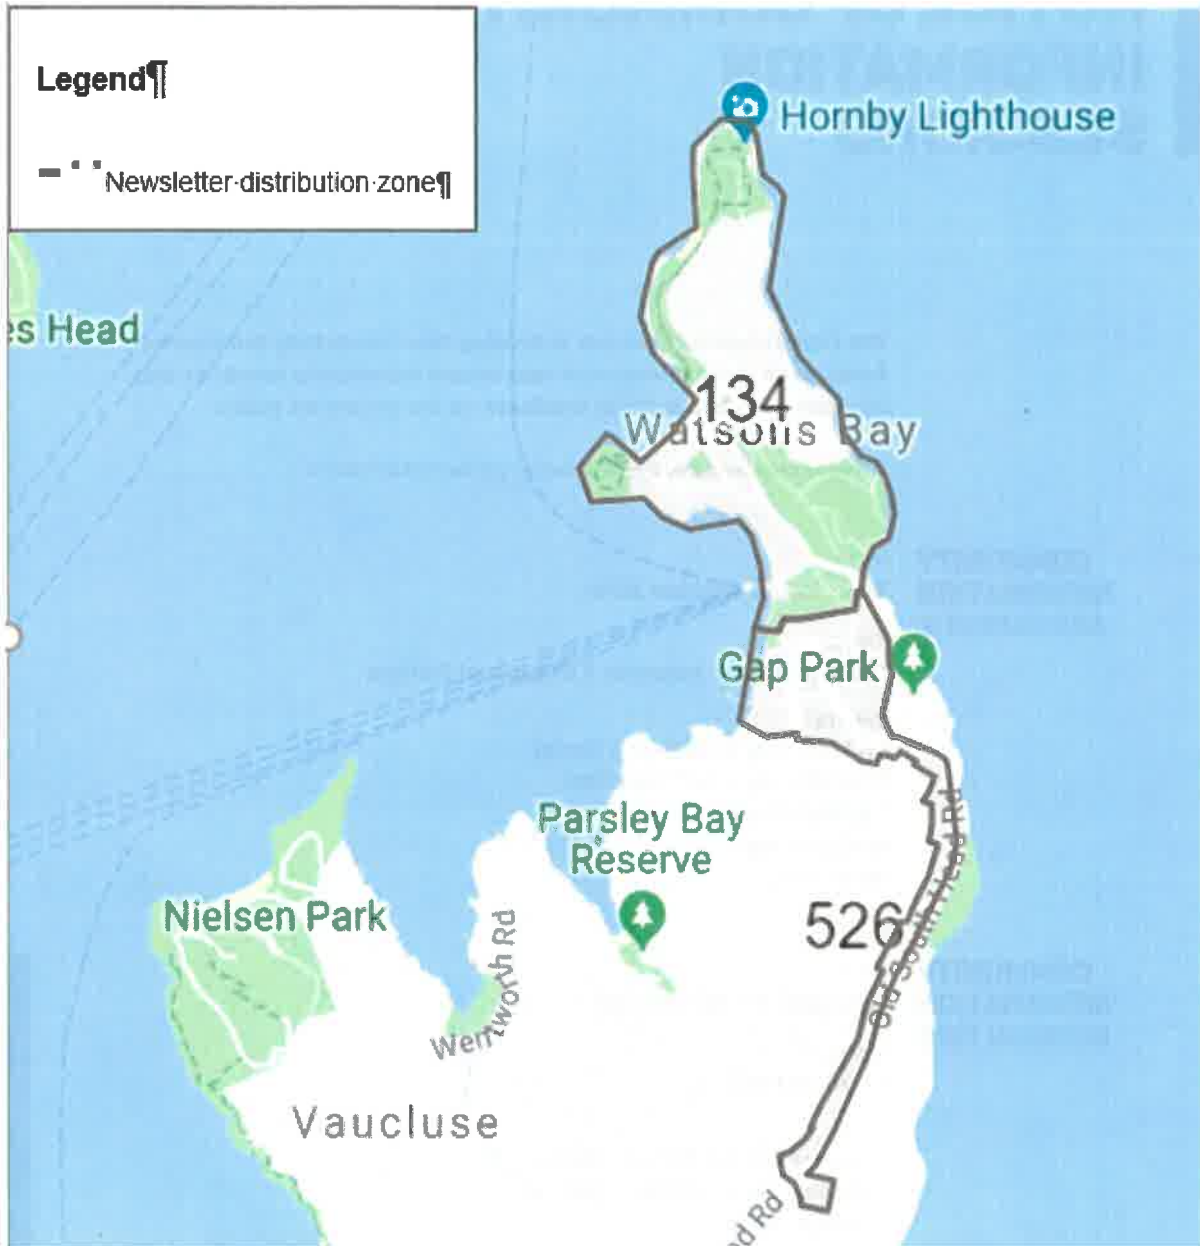 Legend¶
Newsletter·distribution·zone¶
Hornby Lighthouse
es Head
134
Watsons Bay
Gap Park
Parsley Bay
Reserve
Nielsen Park
526
Old South Head Rd
Wentworth Rd
Vaucluse
ad Rd